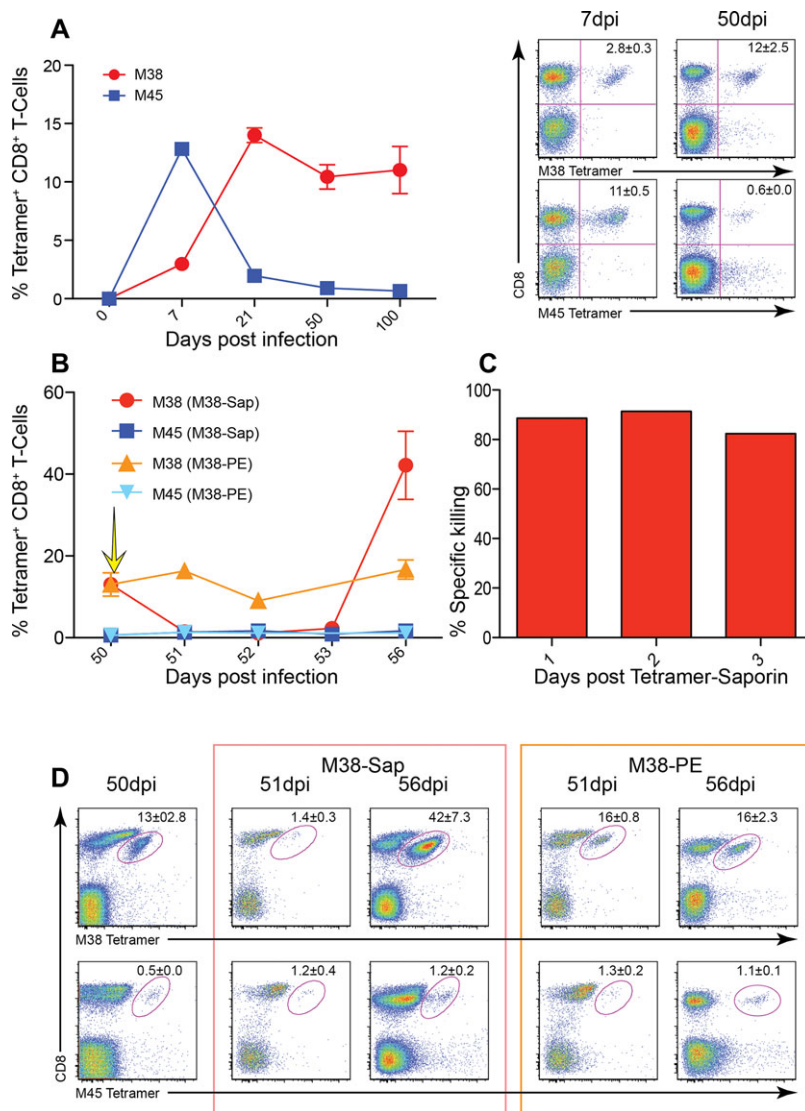 A
% Tetramer+ CD8+ T-Cells
20
15
10
5
0
M38
M45
0
7
21
50
100
Days post infection
7dpi
50dpi
2.8±0.3
12±2.5
M38 Tetramer
11±0.5
0.6±0.0
CD8
M45 Tetramer
B
% Tetramer+ CD8+ T-Cells
60
40
20
0
M38 (M38-Sap)
M45 (M38-Sap)
M38 (M38-PE)
M45 (M38-PE)
50
51
52
53
56
Days post infection
C
% Specific killing
100
80
60
40
20
0
1
2
3
Days post Tetramer-Saporin
D
M38-Sap
M38-PE
50dpi
51dpi
56dpi
51dpi
56dpi
13±02.8
1.4±0.3
42±7.3
16±0.8
16±2.3
M38 Tetramer
0.5±0.0
1.2±0.4
1.2±0.2
1.3±0.2
1.1±0.1
CD8
M45 Tetramer